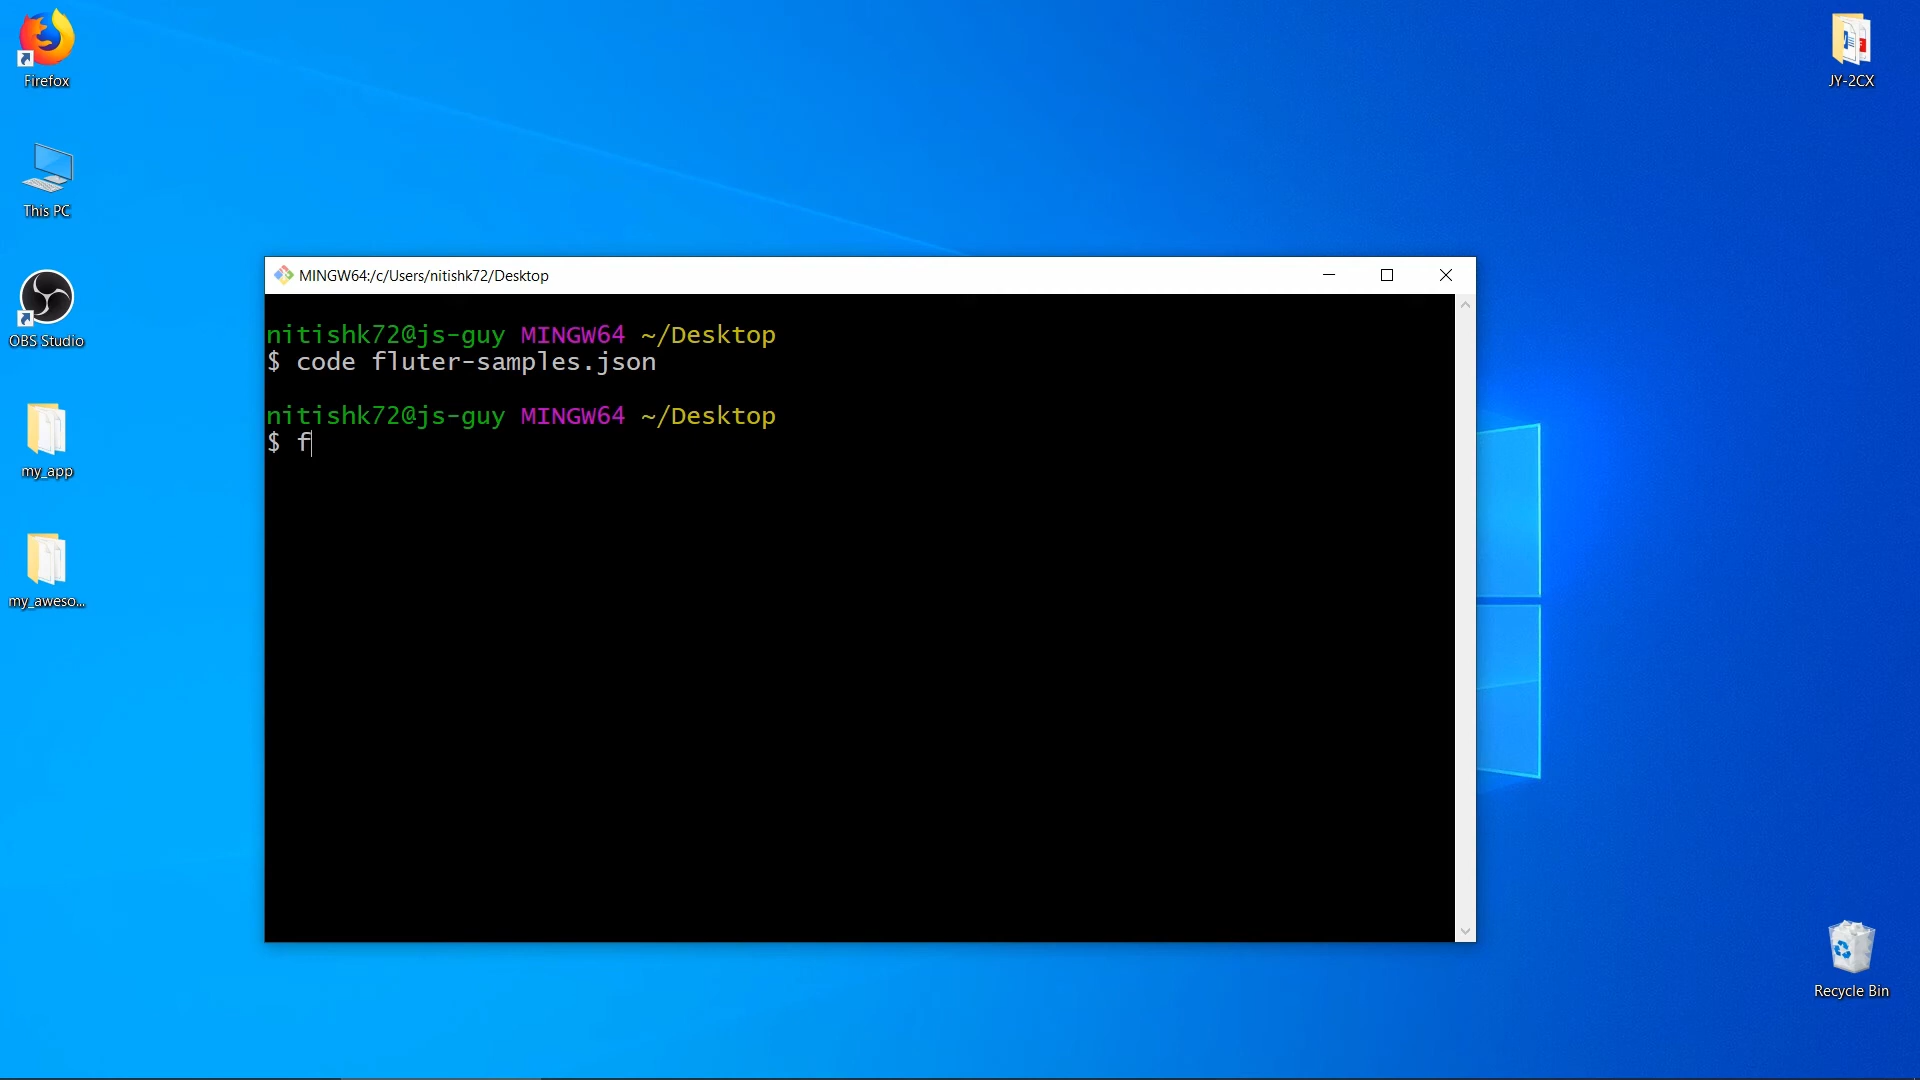 Firefox
This PC
OBS Studio
my_app
my_aweso...
JY-2CX
MINGW64:/c/Users/nitishk72/Desktop
nitishk72@js-guy MINGW64 ~/Desktop
$ code fluter-samples.json
nitishk72@js-guy MINGW64 ~/Desktop
$ f
Recycle Bin